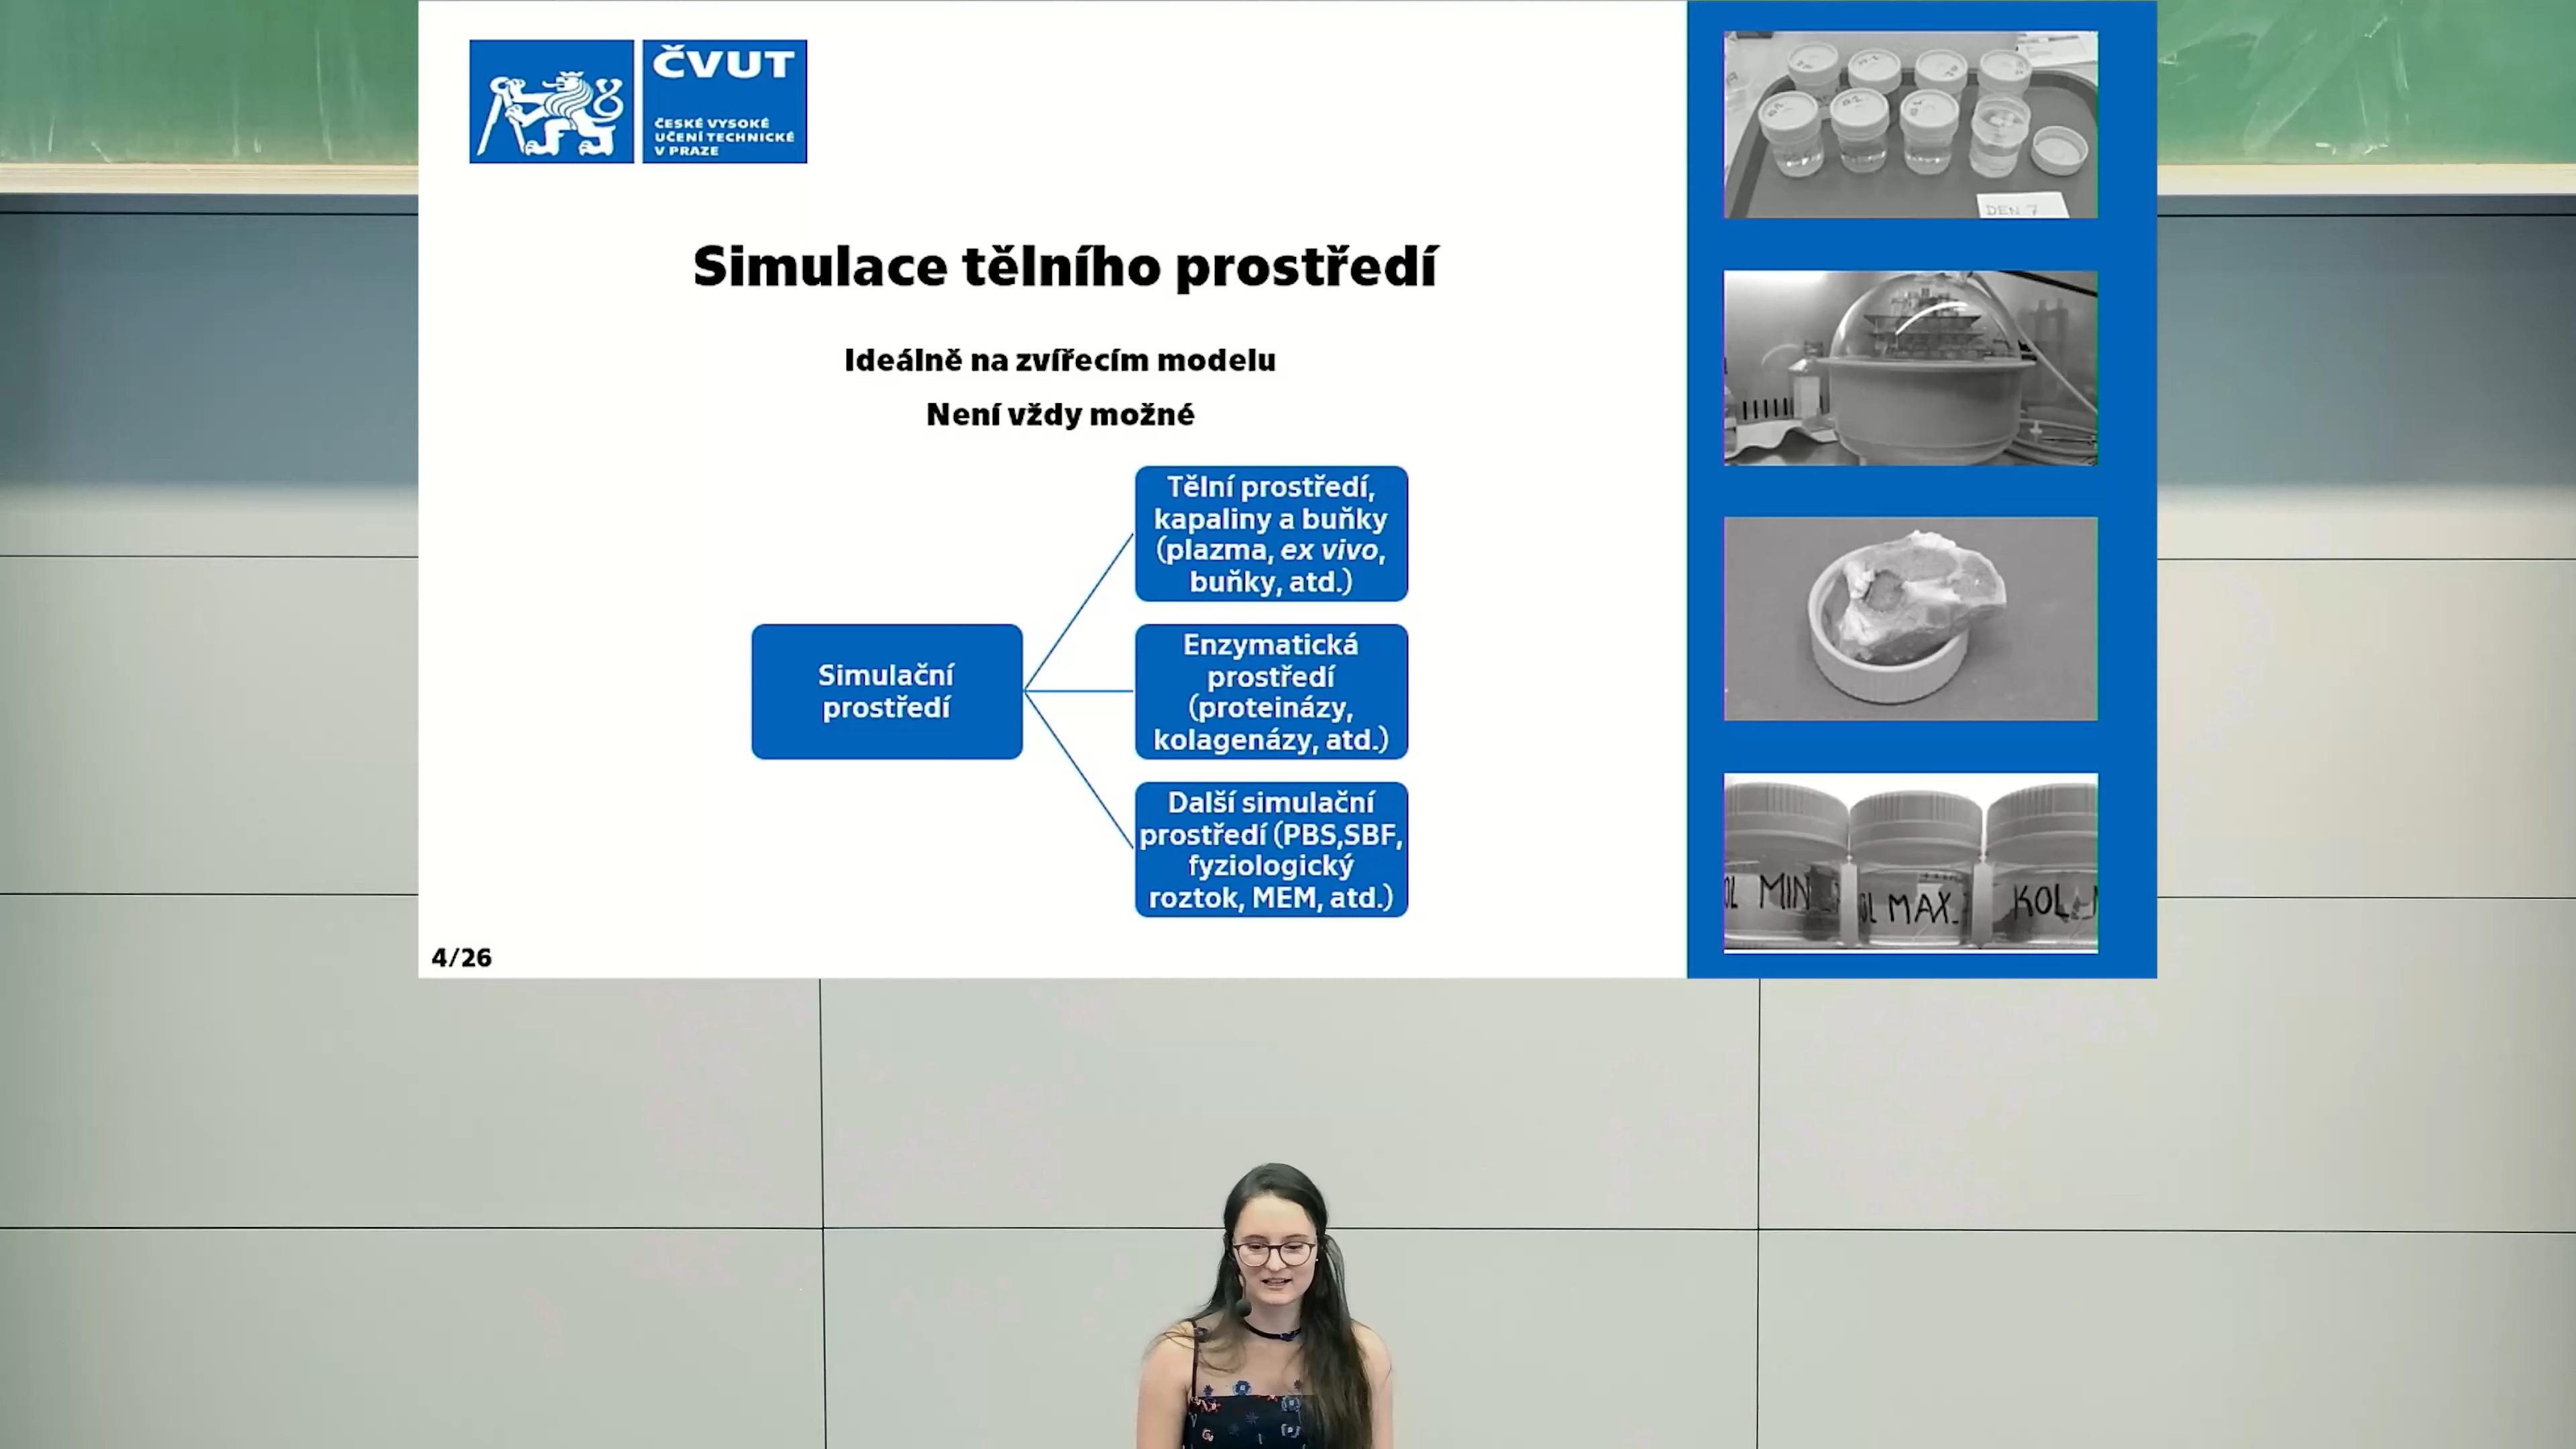 ČVUT
ČESKÉ VYSOKÉ
UČENÍ TECHNICKÉ
V PRAZE
Simulace tělního prostředí
Ideálně na zvířecím modelu
Není vždy možné
Simulační
prostředí
Tělní prostředí,
kapaliny a buňky
(plazma, ex vivo,
buňky, atd.)
Enzymatická
prostředí
(proteinázy,
kolagenázy, atd.)
Další simulační
prostředí (PBS,SBF,
fyziologický
roztok, MEM, atd.)
4/26
DEN 7
MIN
MAX
KOL